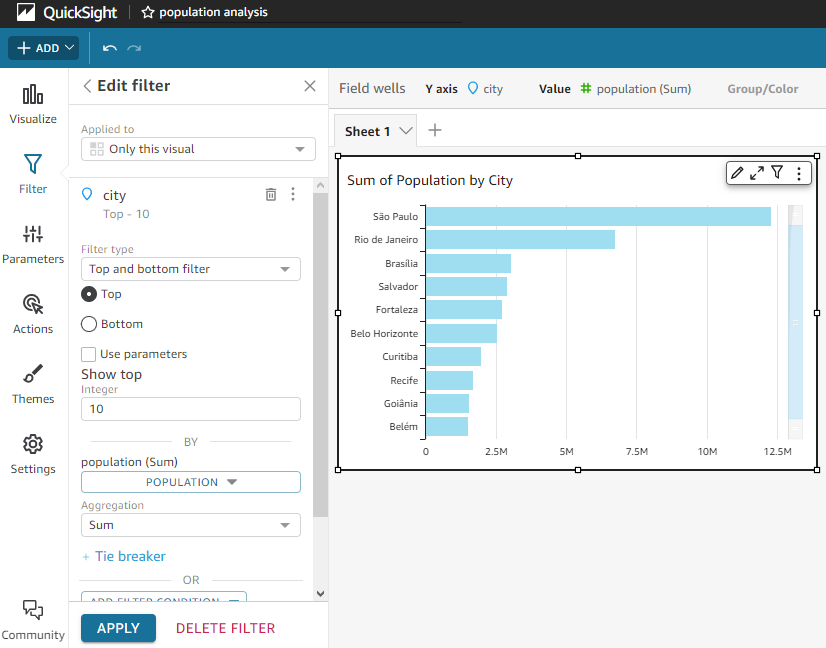 QuickSight
population analysis
ADD
Visualize
Filter
Parameters
Actions
Themes
Settings
Community
Edit filter
Applied to
Only this visual
city
Top - 10
Filter type
Top and bottom filter
Top
Bottom
Use parameters
Show top
Integer
10
BY
population (Sum)
POPULATION
Aggregation
Sum
+ Tie breaker
OR
ADD FILTER CONDITION
APPLY
DELETE FILTER
Field wells
Y axis
city
Value
population (Sum)
Group/Color
Sheet 1
Sum of Population by City
São Paulo
Rio de Janeiro
Brasília
Salvador
Fortaleza
Belo Horizonte
Curitiba
Recife
Goiânia
Belém
0 2.5M 5M 7.5M 10M 12.5M